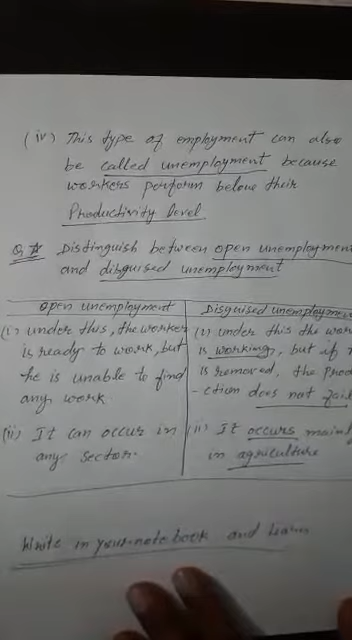 (iv) This type of employment can also
be called unemployment because
workers perform belowe their
Productivity level
Distinguish between open unemployment
and disguised unemployment
Open unemployment
(i) under this, the worker
is ready to work, but
he is unable to find
any work.
(ii) It can occur in
any sector.
Disguised unemployme
(i) under this the wor
is working, but if
is removed, the prod
-ction does not fail
(ii) It occurs mainly
in agriculture
Write in your note book and learn